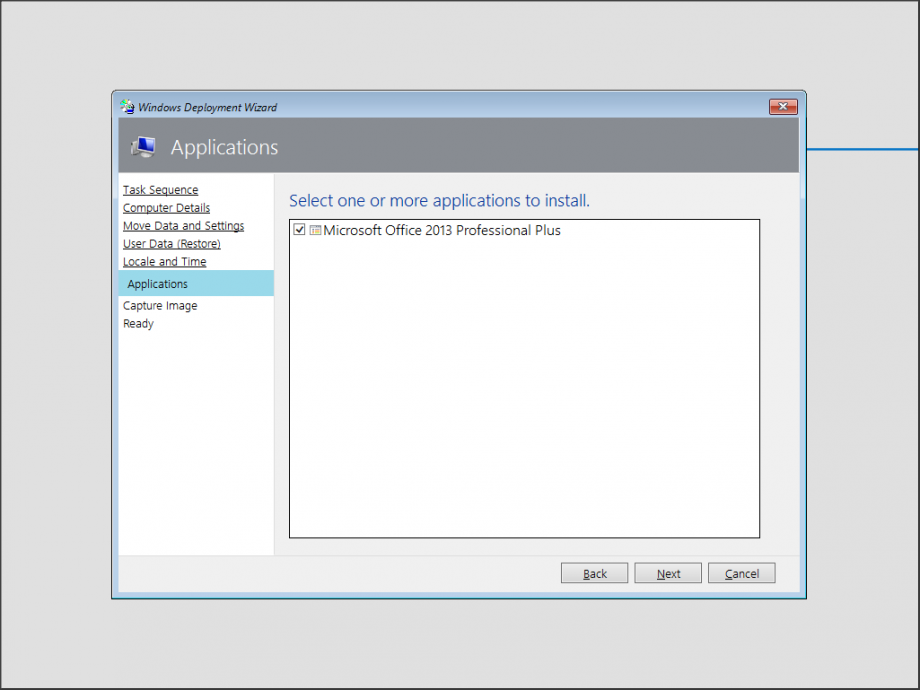 Windows Deployment Wizard
Applications
Task Sequence
Computer Details
Move Data and Settings
User Data (Restore)
Locale and Time
Applications
Capture Image
Ready
Select one or more applications to install.
Microsoft Office 2013 Professional Plus
Back
Next
Cancel